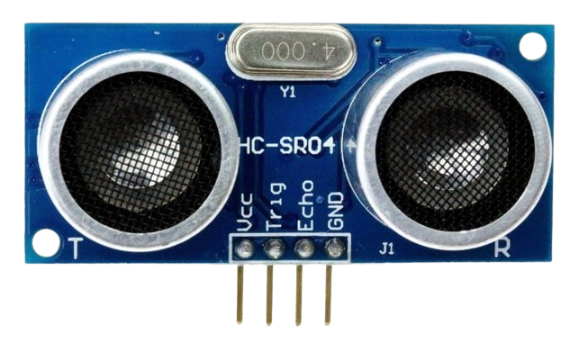 4.000
Y1
HC-SR04
Vcc
Trig
Echo
GND
J1
T
R